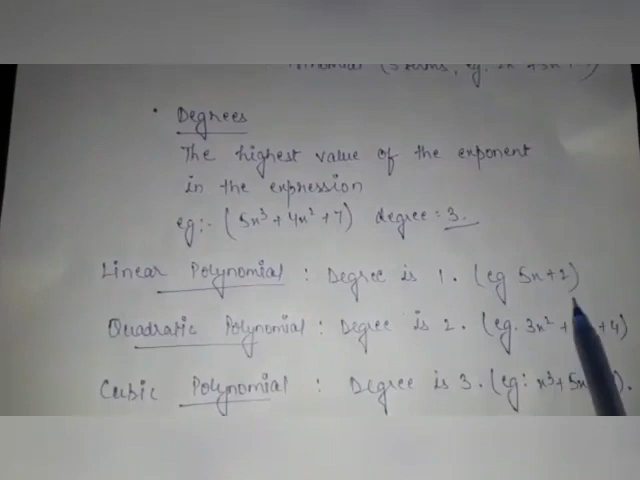 • Degrees
The highest value of the exponent
in the expression
eg:- (5x³ + 4x² + 7) degree = 3.
Linear Polynomial : Degree is 1. (eg 5x+2)
Quadratic Polynomial : Degree is 2. (eg. 3x² + +4)
Cubic Polynomial : Degree is 3. (eg: x³ + 5x ).